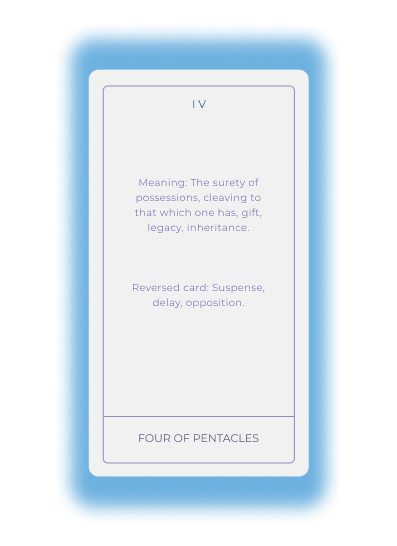 IV
Meaning: The surety of
possessions, cleaving to
that which one has, gift,
legacy, inheritance.
Reversed card: Suspense,
delay, opposition.
FOUR OF PENTACLES